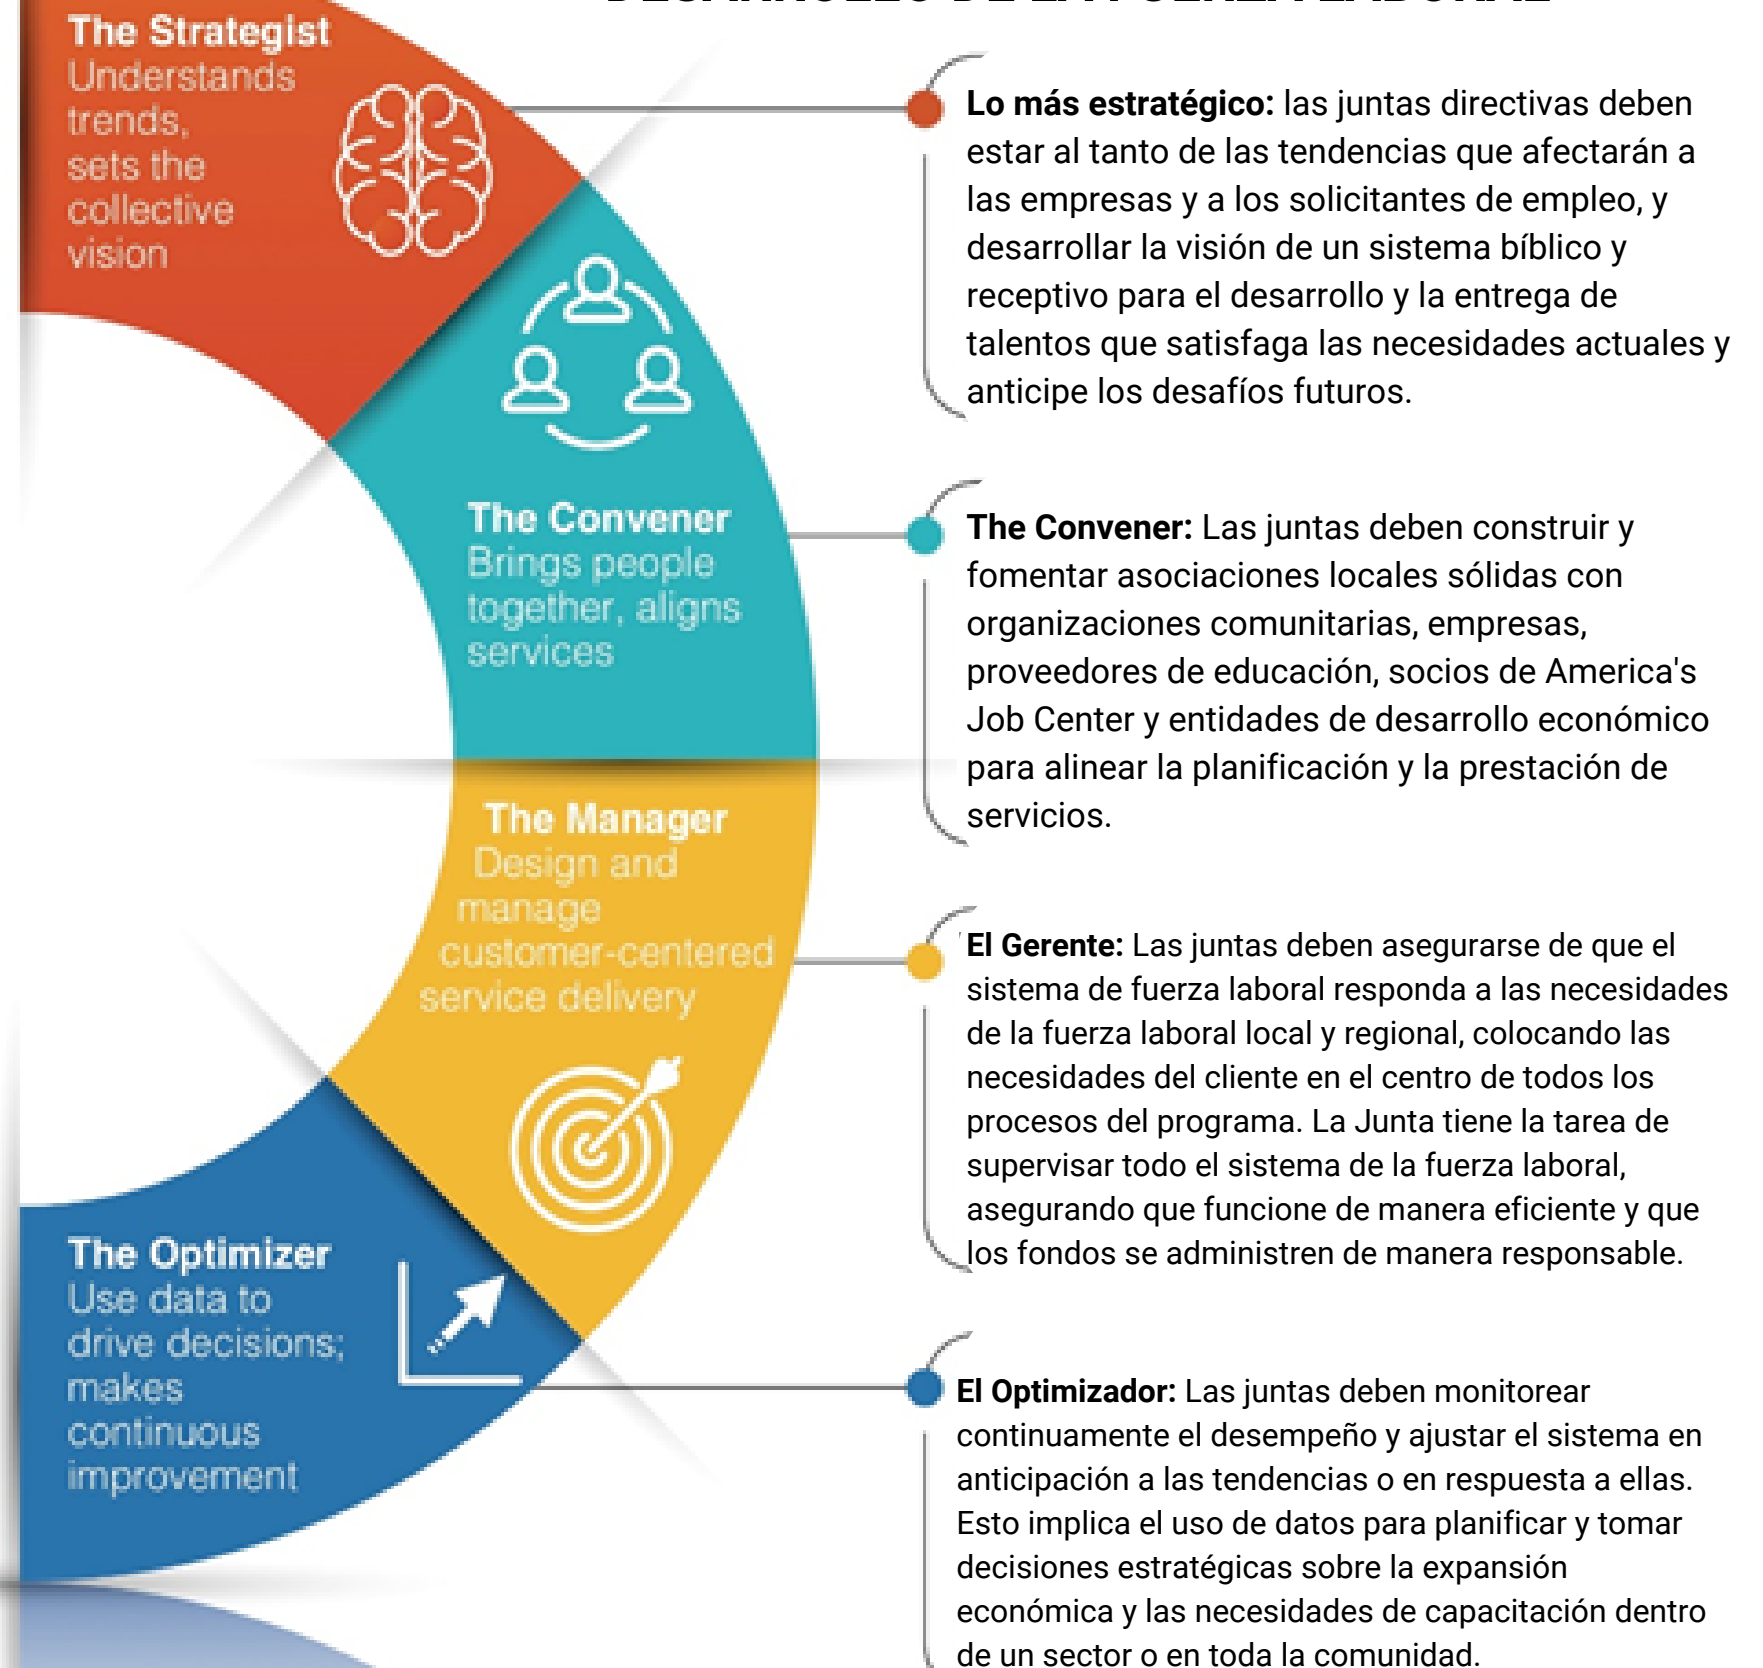 The Strategist
Understands
trends,
sets the
collective
vision
Lo más estratégico: las juntas directivas deben
estar al tanto de las tendencias que afectarán a
las empresas y a los solicitantes de empleo, y
desarrollar la visión de un sistema bíblico y
receptivo para el desarrollo y la entrega de
talentos que satisfaga las necesidades actuales y
anticipe los desafíos futuros.
The Convener
Brings people
together, aligns
services
The Convener: Las juntas deben construir y
fomentar asociaciones locales sólidas con
organizaciones comunitarias, empresas,
proveedores de educación, socios de America's
Job Center y entidades de desarrollo económico
para alinear la planificación y la prestación de
servicios.
The Manager
Design and
manage
customer-centered
service delivery
El Gerente: Las juntas deben asegurarse de que el
sistema de fuerza laboral responda a las necesidades
de la fuerza laboral local y regional, colocando las
necesidades del cliente en el centro de todos los
procesos del programa. La Junta tiene la tarea de
supervisar todo el sistema de la fuerza laboral,
asegurando que funcione de manera eficiente y que
los fondos se administren de manera responsable.
The Optimizer
Use data to
drive decisions;
makes
continuous
improvement
El Optimizador: Las juntas deben monitorear
continuamente el desempeño y ajustar el sistema en
anticipación a las tendencias o en respuesta a ellas.
Esto implica el uso de datos para planificar y tomar
decisiones estratégicas sobre la expansión
económica y las necesidades de capacitación dentro
de un sector o en toda la comunidad.